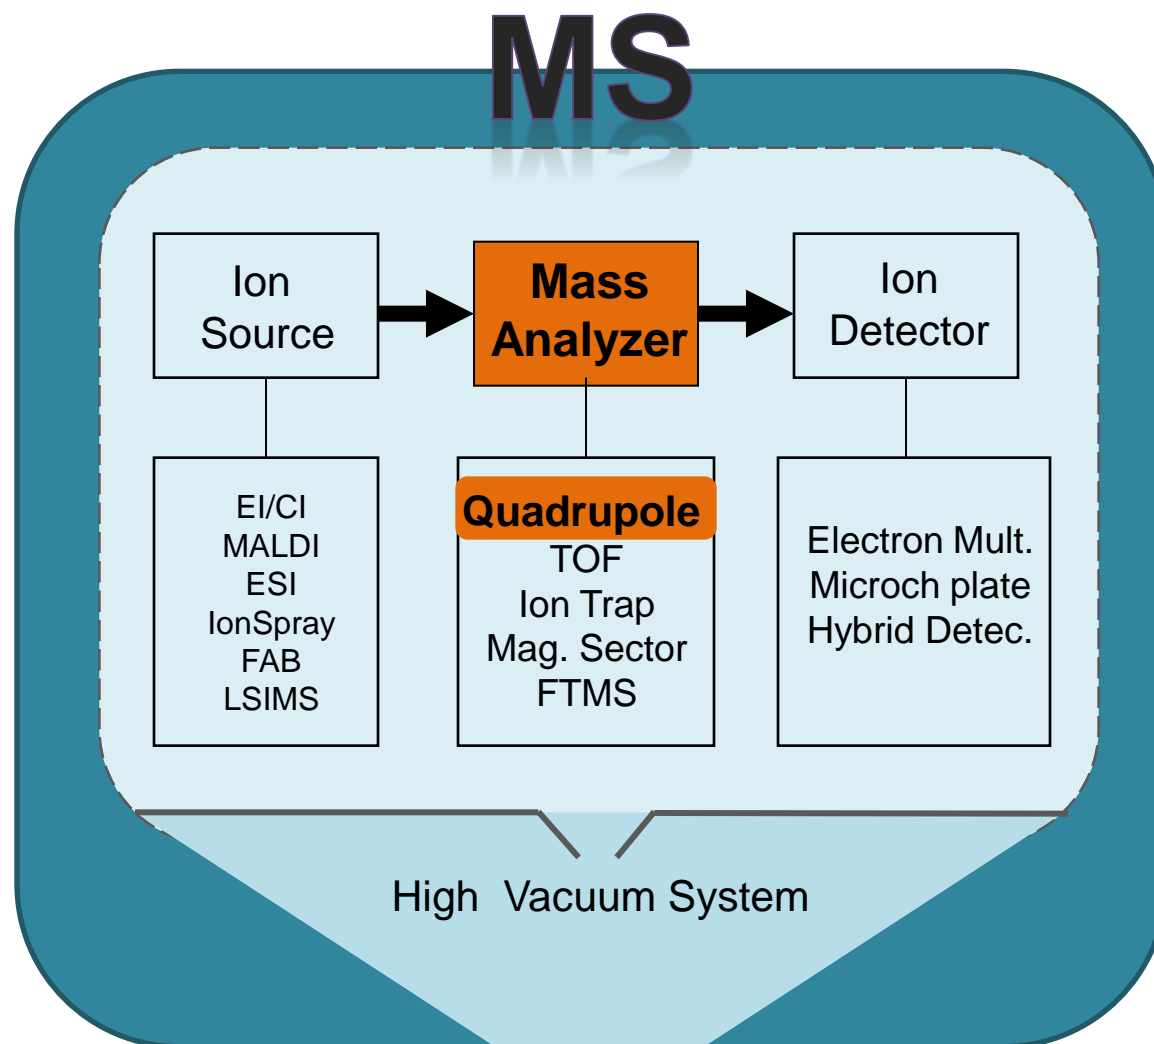 MS
Ion
Source
Mass
Analyzer
Ion
Detector
EI/CI
MALDI
ESI
IonSpray
FAB
LSIMS
Quadrupole
TOF
Ion Trap
Mag. Sector
FTMS
Electron Mult.
Microch plate
Hybrid Detec.
High Vacuum System